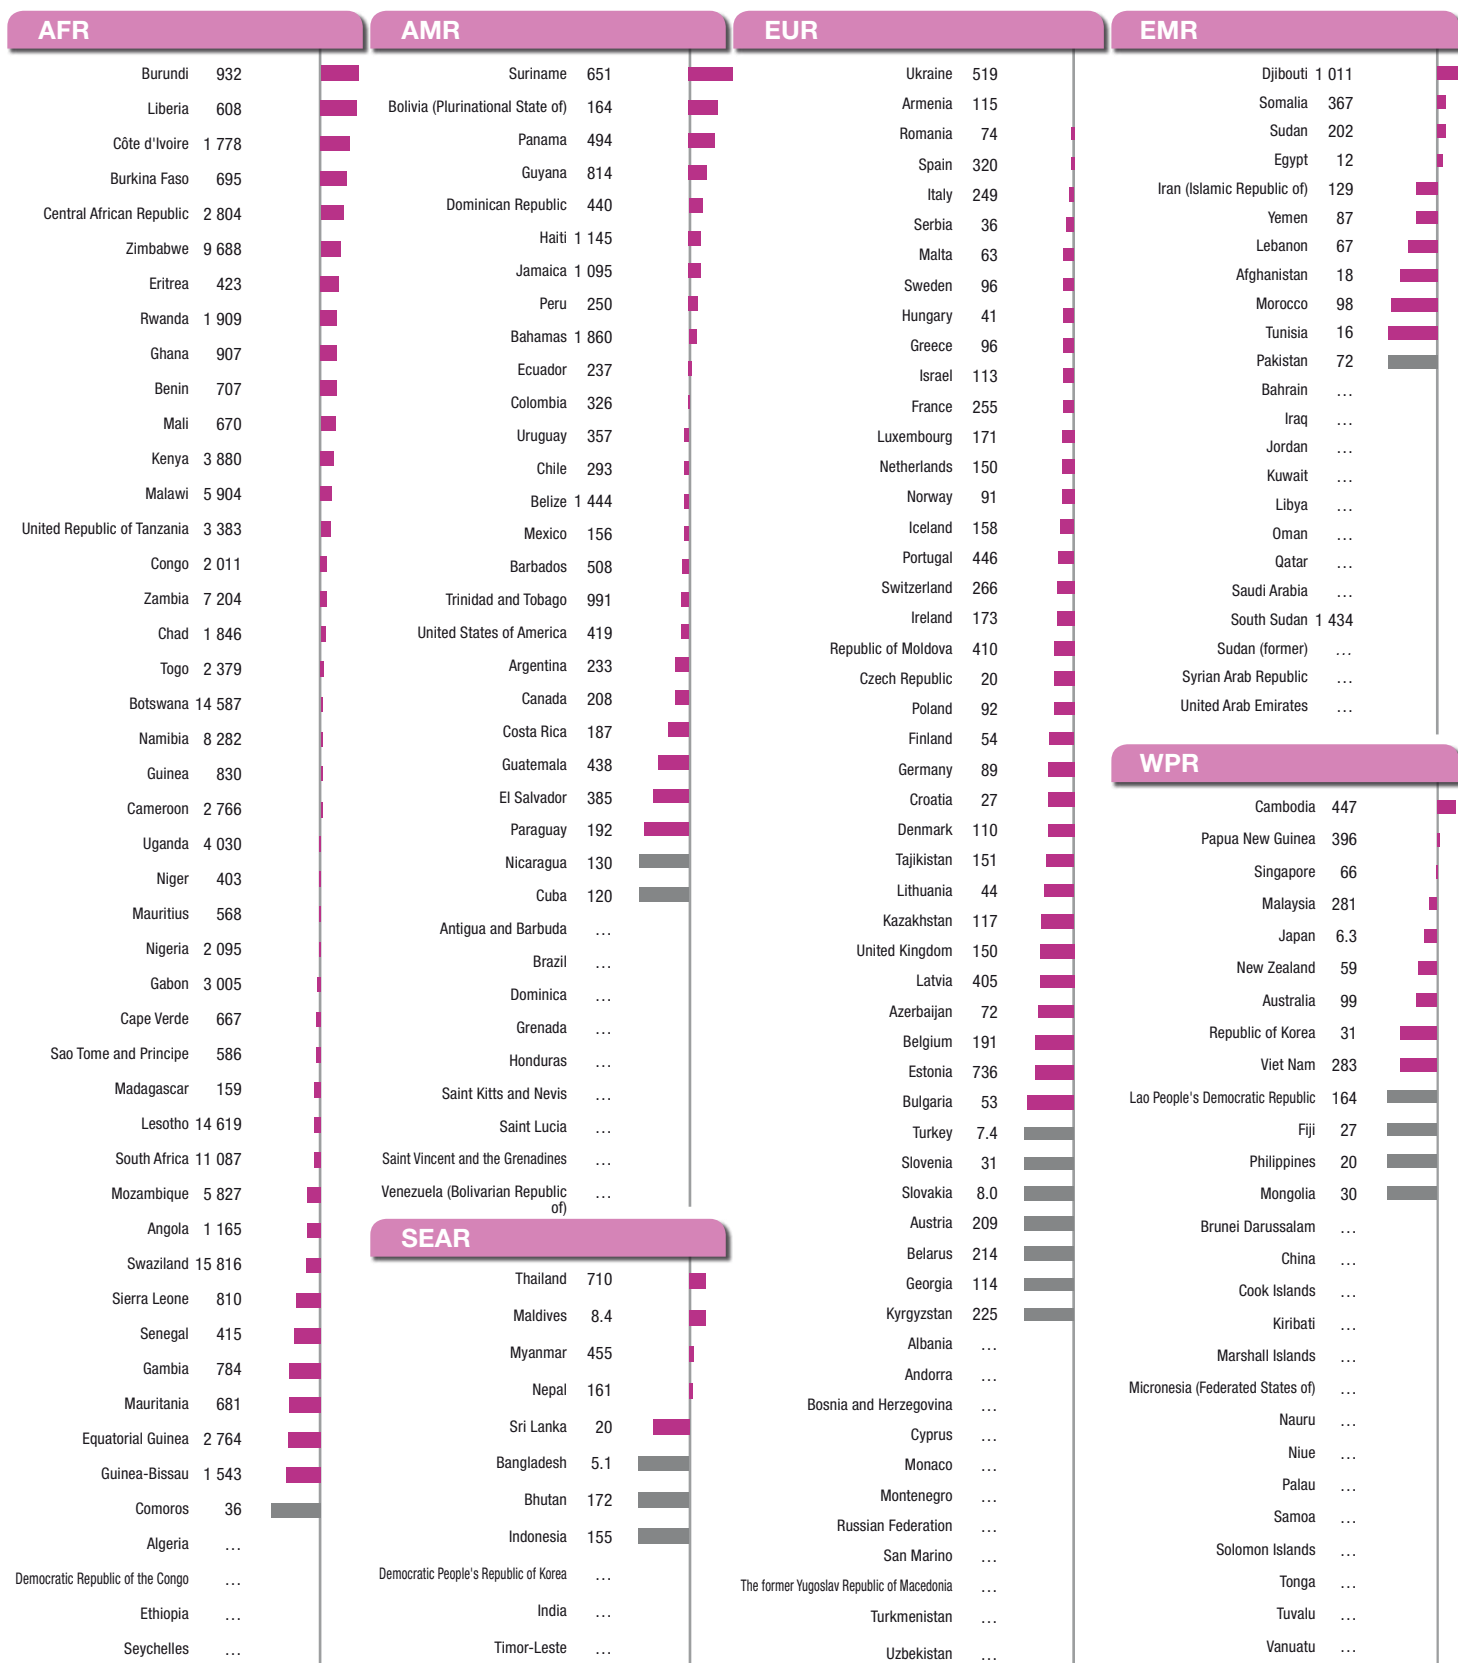 AFR
Burundi 932
Liberia 608
Côte d'Ivoire 1 778
Burkina Faso 695
Central African Republic 2 804
Zimbabwe 9 688
Eritrea 423
Rwanda 1 909
Ghana 907
Benin 707
Mali 670
Kenya 3 880
Malawi 5 904
United Republic of Tanzania 3 383
Congo 2 011
Zambia 7 204
Chad 1 846
Togo 2 379
Botswana 14 587
Namibia 8 282
Guinea 830
Cameroon 2 766
Uganda 4 030
Niger 403
Mauritius 568
Nigeria 2 095
Gabon 3 005
Cape Verde 667
Sao Tome and Principe 586
Madagascar 159
Lesotho 14 619
South Africa 11 087
Mozambique 5 827
Angola 1 165
Swaziland 15 816
Sierra Leone 810
Senegal 415
Gambia 784
Mauritania 681
Equatorial Guinea 2 764
Guinea-Bissau 1 543
Comoros 36
Algeria ...
Democratic Republic of the Congo ...
Ethiopia ...
Seychelles ...
AMR
Suriname 651
Bolivia (Plurinational State of) 164
Panama 494
Guyana 814
Dominican Republic 440
Haiti 1 145
Jamaica 1 095
Peru 250
Bahamas 1 860
Ecuador 237
Colombia 326
Uruguay 357
Chile 293
Belize 1 444
Mexico 156
Barbados 508
Trinidad and Tobago 991
United States of America 419
Argentina 233
Canada 208
Costa Rica 187
Guatemala 438
El Salvador 385
Paraguay 192
Nicaragua 130
Cuba 120
Antigua and Barbuda ...
Brazil ...
Dominica ...
Grenada ...
Honduras ...
Saint Kitts and Nevis ...
Saint Lucia ...
Saint Vincent and the Grenadines ...
Venezuela (Bolivarian Republic ...
of)
SEAR
Thailand 710
Maldives 8.4
Myanmar 455
Nepal 161
Sri Lanka 20
Bangladesh 5.1
Bhutan 172
Indonesia 155
Democratic People's Republic of Korea ...
India ...
Timor-Leste ...
EUR
Ukraine 519
Armenia 115
Romania 74
Spain 320
Italy 249
Serbia 36
Malta 63
Sweden 96
Hungary 41
Greece 96
Israel 113
France 255
Luxembourg 171
Netherlands 150
Norway 91
Iceland 158
Portugal 446
Switzerland 266
Ireland 173
Republic of Moldova 410
Czech Republic 20
Poland 92
Finland 54
Germany 89
Croatia 27
Denmark 110
Tajikistan 151
Lithuania 44
Kazakhstan 117
United Kingdom 150
Latvia 405
Azerbaijan 72
Belgium 191
Estonia 736
Bulgaria 53
Turkey 7.4
Slovenia 31
Slovakia 8.0
Austria 209
Belarus 214
Georgia 114
Kyrgyzstan 225
Albania ...
Andorra ...
Bosnia and Herzegovina ...
Cyprus ...
Monaco ...
Montenegro ...
Russian Federation ...
San Marino ...
The former Yugoslav Republic of Macedonia ...
Turkmenistan ...
Uzbekistan ...
EMR
Djibouti 1 011
Somalia 367
Sudan 202
Egypt 12
Iran (Islamic Republic of) 129
Yemen 87
Lebanon 67
Afghanistan 18
Morocco 98
Tunisia 16
Pakistan 72
Bahrain ...
Iraq ...
Jordan ...
Kuwait ...
Libya ...
Oman ...
Qatar ...
Saudi Arabia ...
South Sudan 1 434
Sudan (former) ...
Syrian Arab Republic ...
United Arab Emirates ...
WPR
Cambodia 447
Papua New Guinea 396
Singapore 66
Malaysia 281
Japan 6.3
New Zealand 59
Australia 99
Republic of Korea 31
Viet Nam 283
Lao People's Democratic Republic 164
Fiji 27
Philippines 20
Mongolia 30
Brunei Darussalam ...
China ...
Cook Islands ...
Kiribati ...
Marshall Islands ...
Micronesia (Federated States of) ...
Nauru ...
Niue ...
Palau ...
Samoa ...
Solomon Islands ...
Tonga ...
Tuvalu ...
Vanuatu ...